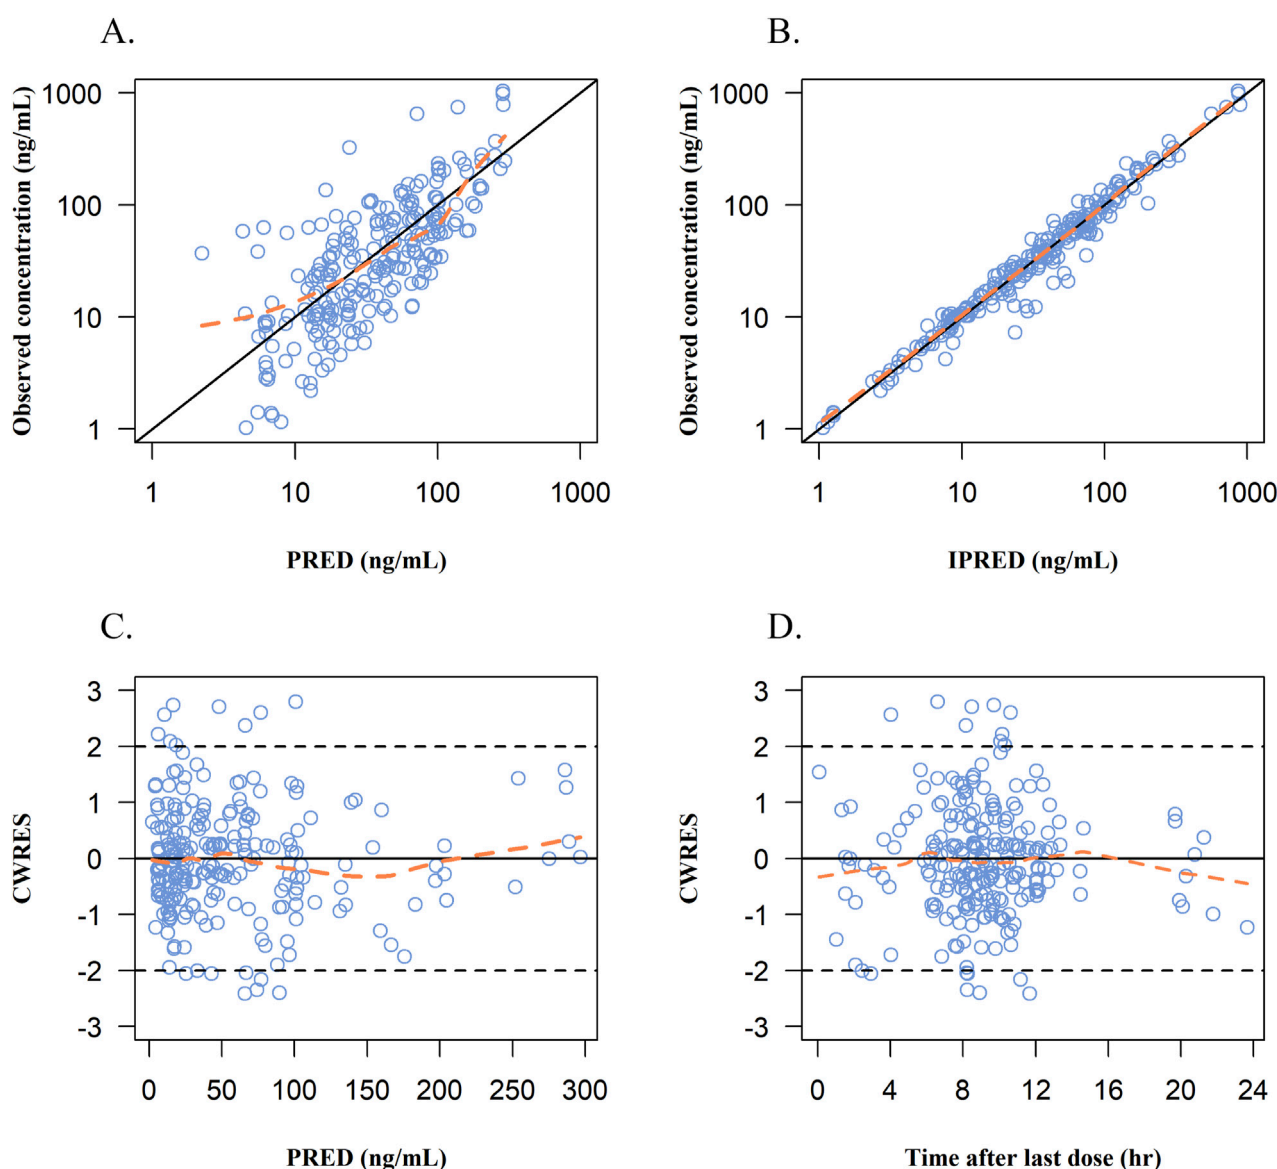 A.
Observed concentration (ng/mL)
1000
100
10
1
1 10 100 1000
PRED (ng/mL)
B.
Observed concentration (ng/mL)
1000
100
10
1
1 10 100 1000
IPRED (ng/mL)
C.
CWRES
3
2
1
0
-1
-2
-3
0 50 100 150 200 250 300
PRED (ng/mL)
D.
CWRES
3
2
1
0
-1
-2
-3
0 4 8 12 16 20 24
Time after last dose (hr)